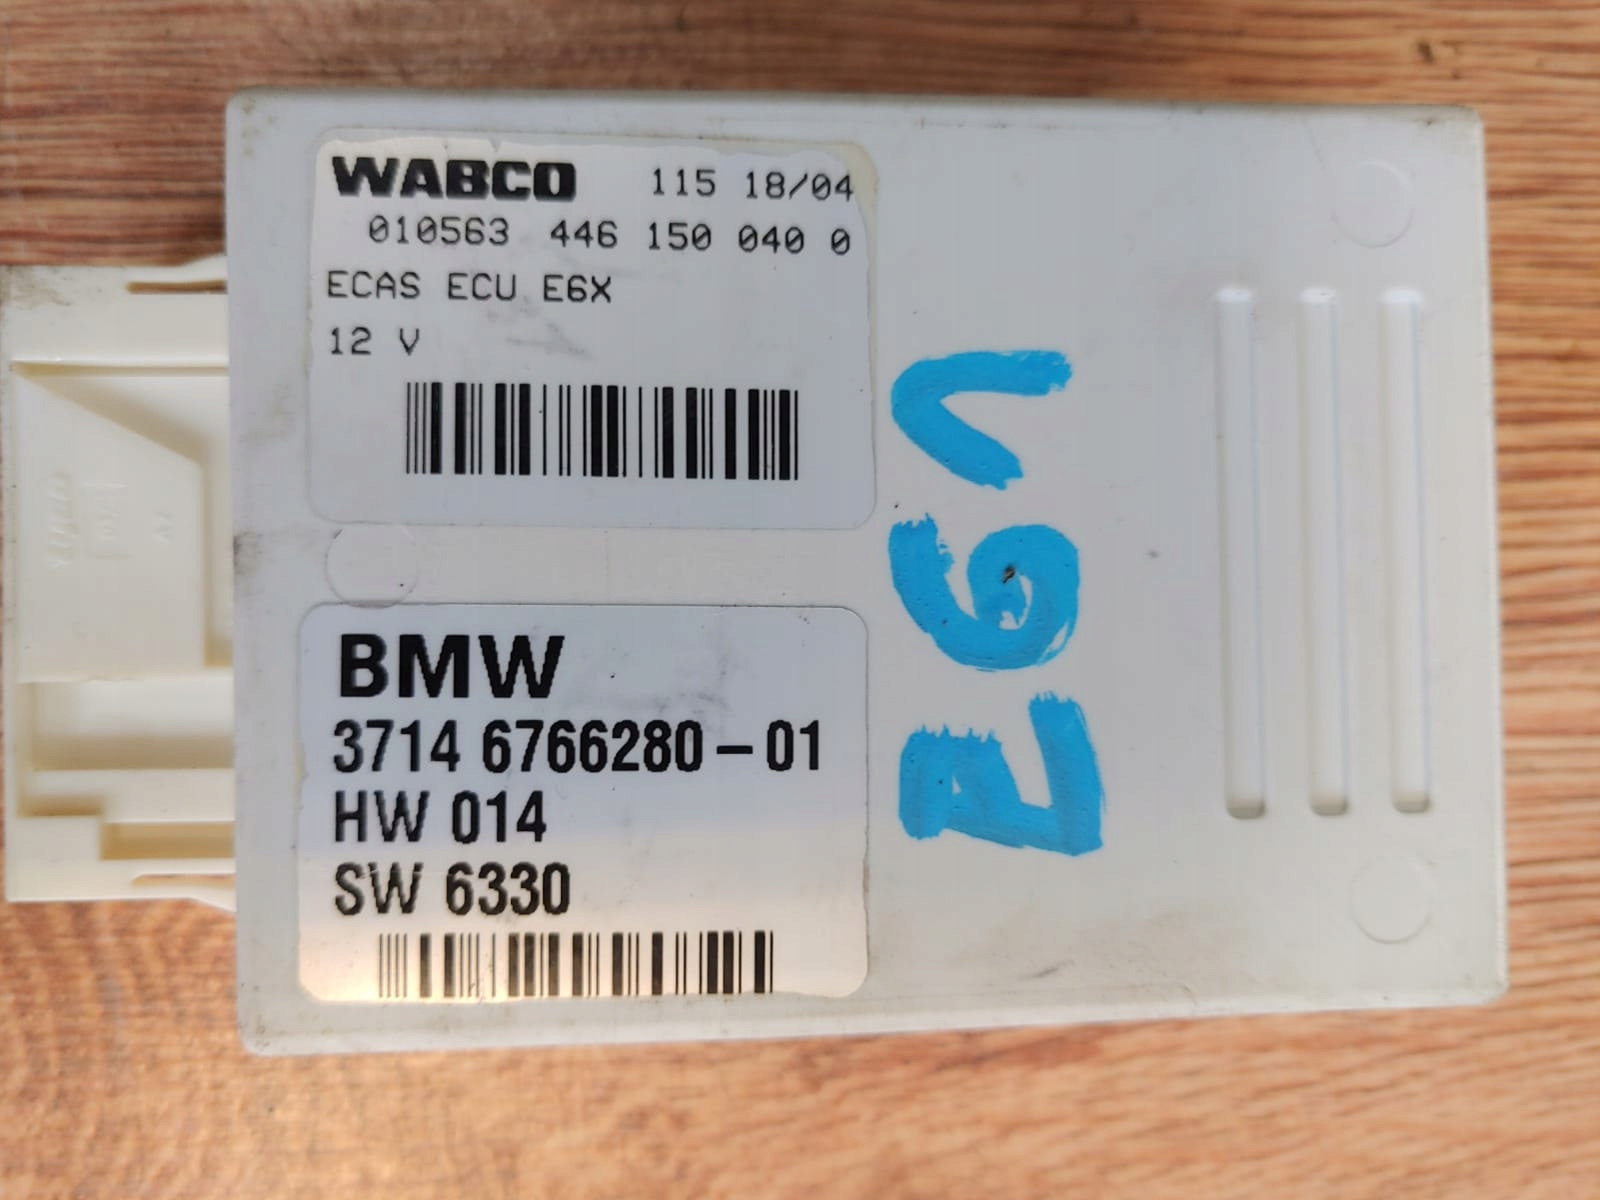 WABCO 115 18/04
010563 446 150 040 0
ECAS ECU E6X
12 V
BMW
3714 6766280-01
HW 014
SW 6330